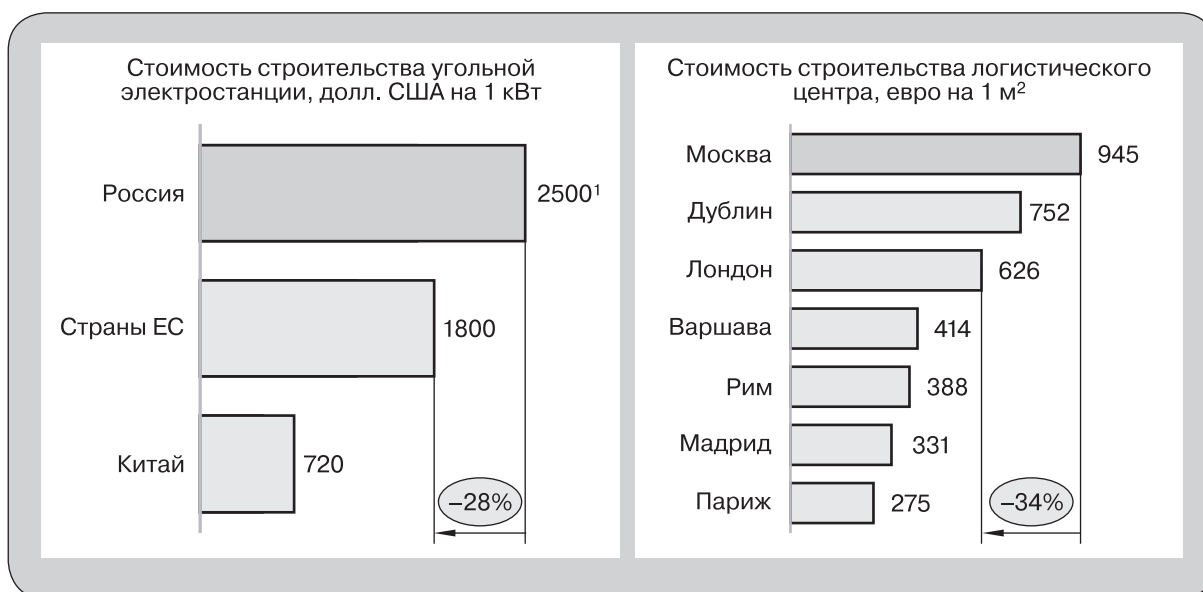 Стоимость строительства угольной
электростанции, долл. США на 1 кВт
Россия
2500¹
Страны ЕС
1800
Китай
720
–28%
Стоимость строительства логистического
центра, евро на 1 м²
Москва
945
Дублин
752
Лондон
626
Варшава
414
Рим
388
Мадрид
331
Париж
275
–34%